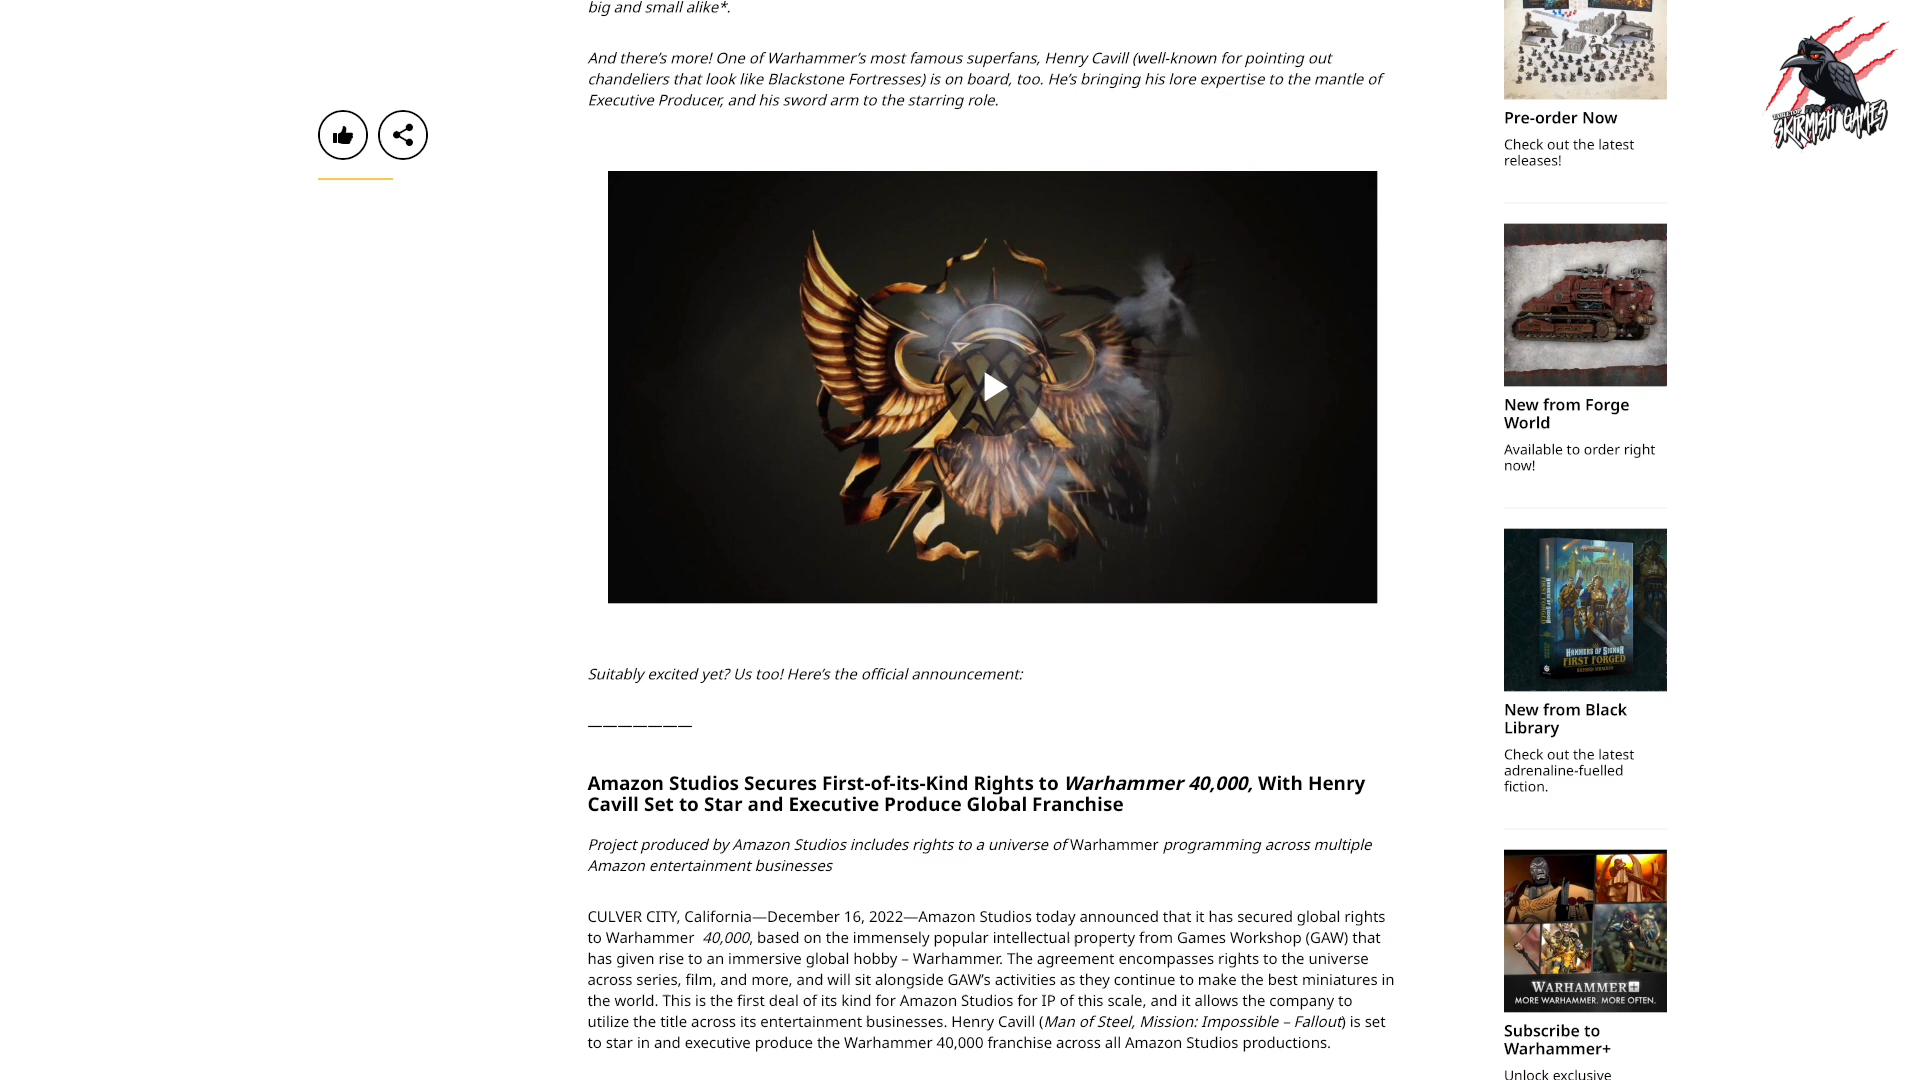 big and small alike*.
And there’s more! One of Warhammer’s most famous superfans, Henry Cavill (well-known for pointing out
chandeliers that look like Blackstone Fortresses) is on board, too. He’s bringing his lore expertise to the mantle of
Executive Producer, and his sword arm to the starring role.
Suitably excited yet? Us too! Here’s the official announcement:
———————
Amazon Studios Secures First-of-its-Kind Rights to Warhammer 40,000, With Henry
Cavill Set to Star and Executive Produce Global Franchise
Project produced by Amazon Studios includes rights to a universe of Warhammer programming across multiple
Amazon entertainment businesses
CULVER CITY, California—December 16, 2022—Amazon Studios today announced that it has secured global rights
to Warhammer  40,000, based on the immensely popular intellectual property from Games Workshop (GAW) that
has given rise to an immersive global hobby – Warhammer. The agreement encompasses rights to the universe
across series, film, and more, and will sit alongside GAW’s activities as they continue to make the best miniatures in
the world. This is the first deal of its kind for Amazon Studios for IP of this scale, and it allows the company to
utilize the title across its entertainment businesses. Henry Cavill (Man of Steel, Mission: Impossible – Fallout) is set
to star in and executive produce the Warhammer 40,000 franchise across all Amazon Studios productions.
Pre-order Now
Check out the latest
releases!
New from Forge
World
Available to order right
now!
HAMMERS OF SIGMAR
FIRST FORGED
New from Black
Library
Check out the latest
adrenaline-fuelled
fiction.
WARHAMMER+
MORE WARHAMMER. MORE OFTEN.
Subscribe to
Warhammer+
Unlock exclusive
SKIRMISH GAMES